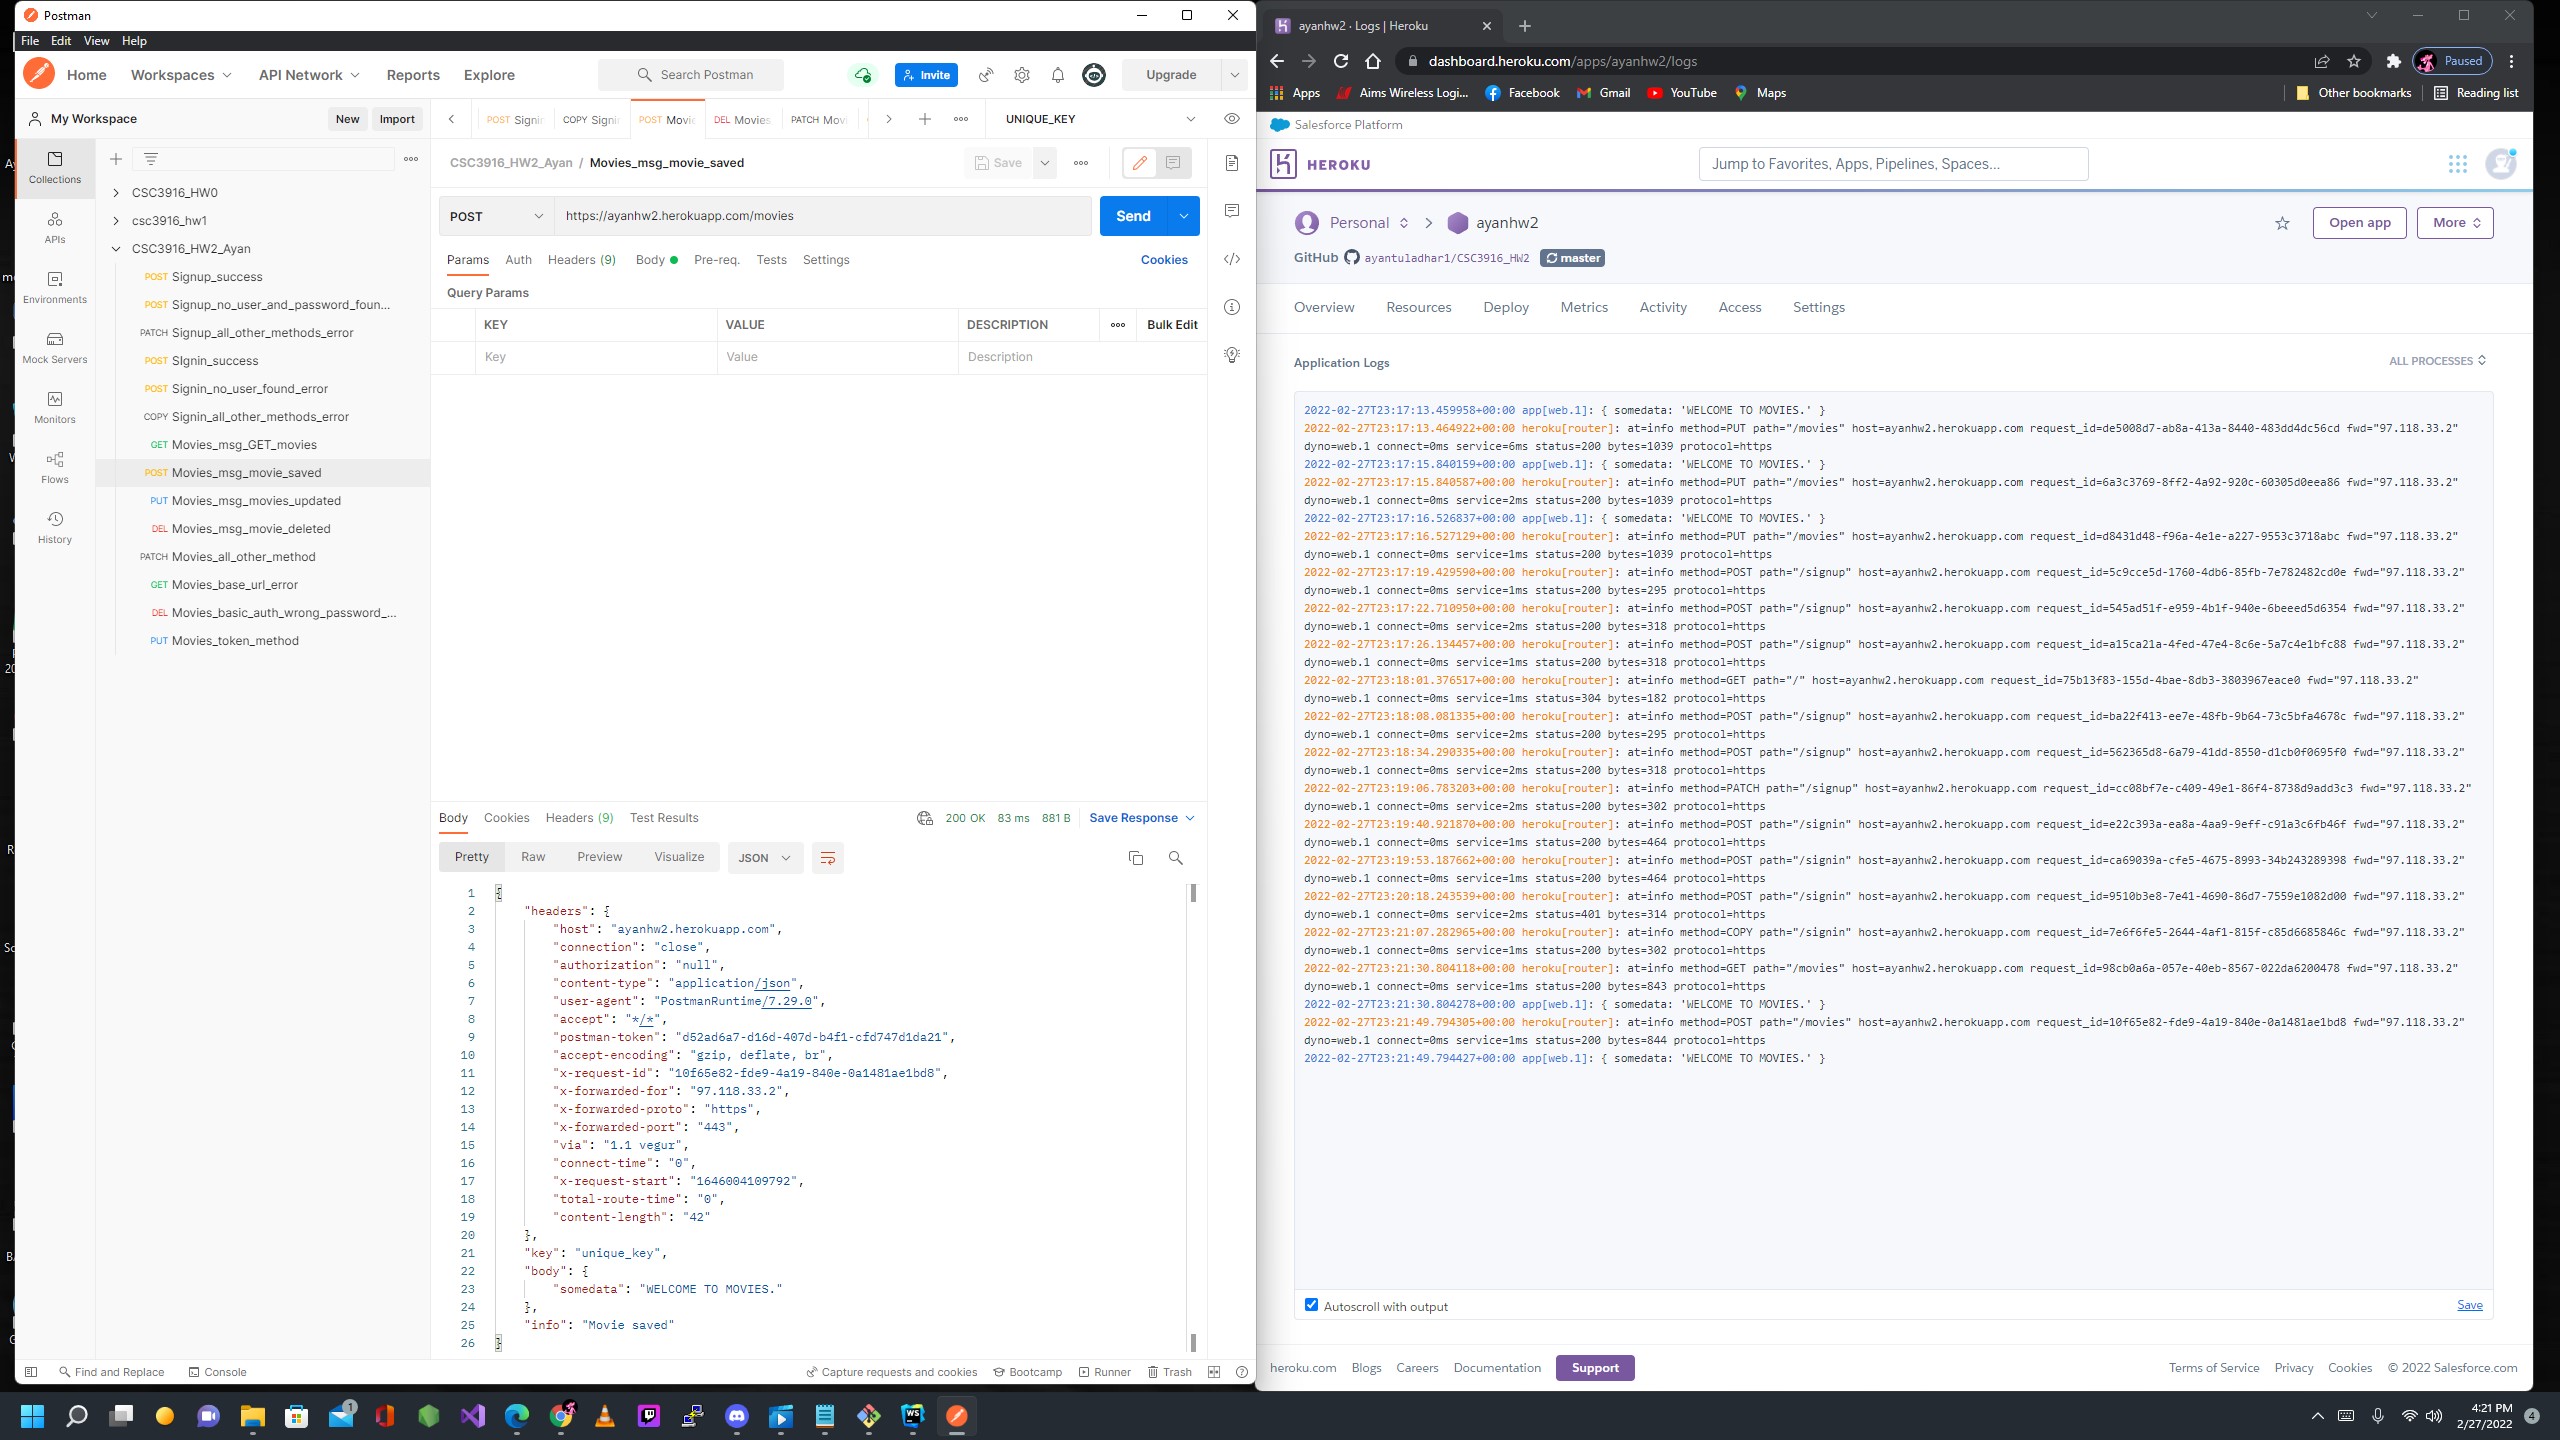 Postman
File Edit View Help
Home Workspaces API Network Reports Explore
Search Postman
Invite
Upgrade
My Workspace
New Import
POST Signin
COPY Signin
POST Movie
DEL Movies
PATCH Movi
UNIQUE_KEY
Collections
APIs
Environments
Mock Servers
Monitors
Flows
History
CSC3916_HW0
csc3916_hw1
CSC3916_HW2_Ayan
POST Signup_success
POST Signup_no_user_and_password_foun...
PATCH Signup_all_other_methods_error
POST SIgnin_success
POST Signin_no_user_found_error
COPY Signin_all_other_methods_error
GET Movies_msg_GET_movies
POST Movies_msg_movie_saved
PUT Movies_msg_movies_updated
DEL Movies_msg_movie_deleted
PATCH Movies_all_other_method
GET Movies_base_url_error
DEL Movies_basic_auth_wrong_password_...
PUT Movies_token_method
CSC3916_HW2_Ayan / Movies_msg_movie_saved
Save
POST https://ayanhw2.herokuapp.com/movies
Send
Params Auth Headers (9) Body Pre-req. Tests Settings Cookies
Query Params
KEY VALUE DESCRIPTION Bulk Edit
Key Value Description
Body Cookies Headers (9) Test Results 200 OK 83 ms 881 B Save Response
Pretty Raw Preview Visualize JSON
1 {
2 "headers": {
3 "host": "ayanhw2.herokuapp.com",
4 "connection": "close",
5 "authorization": "null",
6 "content-type": "application/json",
7 "user-agent": "PostmanRuntime/7.29.0",
8 "accept": "*/*",
9 "postman-token": "d52ad6a7-d16d-407d-b4f1-cfd747d1da21",
10 "accept-encoding": "gzip, deflate, br",
11 "x-request-id": "10f65e82-fde9-4a19-840e-0a1481ae1bd8",
12 "x-forwarded-for": "97.118.33.2",
13 "x-forwarded-proto": "https",
14 "x-forwarded-port": "443",
15 "via": "1.1 vegur",
16 "connect-time": "0",
17 "x-request-start": "1646004109792",
18 "total-route-time": "0",
19 "content-length": "42"
20 },
21 "key": "unique_key",
22 "body": {
23 "somedata": "WELCOME TO MOVIES."
24 },
25 "info": "Movie saved"
26 }
Find and Replace Console Capture requests and cookies Bootcamp Runner Trash
ayanhw2 · Logs | Heroku
dashboard.heroku.com/apps/ayanhw2/logs
Paused
Apps Aims Wireless Logi... Facebook Gmail YouTube Maps Other bookmarks Reading list
Salesforce Platform
HEROKU
Jump to Favorites, Apps, Pipelines, Spaces...
Personal > ayanhw2
Open app More
GitHub ayantuladhar1/CSC3916_HW2 master
Overview Resources Deploy Metrics Activity Access Settings
Application Logs
ALL PROCESSES
2022-02-27T23:17:13.459958+00:00 app[web.1]: { somedata: 'WELCOME TO MOVIES.' }
2022-02-27T23:17:13.464922+00:00 heroku[router]: at=info method=PUT path="/movies" host=ayanhw2.herokuapp.com request_id=de5008d7-ab8a-413a-8440-483dd4dc56cd fwd="97.118.33.2"
dyno=web.1 connect=0ms service=6ms status=200 bytes=1039 protocol=https
2022-02-27T23:17:15.840159+00:00 app[web.1]: { somedata: 'WELCOME TO MOVIES.' }
2022-02-27T23:17:15.840587+00:00 heroku[router]: at=info method=PUT path="/movies" host=ayanhw2.herokuapp.com request_id=6a3c3769-8ff2-4a92-920c-60305d0eea86 fwd="97.118.33.2"
dyno=web.1 connect=0ms service=2ms status=200 bytes=1039 protocol=https
2022-02-27T23:17:16.526837+00:00 app[web.1]: { somedata: 'WELCOME TO MOVIES.' }
2022-02-27T23:17:16.527129+00:00 heroku[router]: at=info method=PUT path="/movies" host=ayanhw2.herokuapp.com request_id=d8431d48-f96a-4e1e-a227-9553c3718abc fwd="97.118.33.2"
dyno=web.1 connect=0ms service=1ms status=200 bytes=1039 protocol=https
2022-02-27T23:17:19.429590+00:00 heroku[router]: at=info method=POST path="/signup" host=ayanhw2.herokuapp.com request_id=5c9cce5d-1760-4db6-85fb-7e782482cd0e fwd="97.118.33.2"
dyno=web.1 connect=0ms service=1ms status=200 bytes=295 protocol=https
2022-02-27T23:17:22.710950+00:00 heroku[router]: at=info method=POST path="/signup" host=ayanhw2.herokuapp.com request_id=545ad51f-e959-4b1f-940e-6beeed5d6354 fwd="97.118.33.2"
dyno=web.1 connect=0ms service=2ms status=200 bytes=318 protocol=https
2022-02-27T23:17:26.134457+00:00 heroku[router]: at=info method=POST path="/signup" host=ayanhw2.herokuapp.com request_id=a15ca21a-4fed-47e4-8c6e-5a7c4e1bfc88 fwd="97.118.33.2"
dyno=web.1 connect=0ms service=1ms status=200 bytes=318 protocol=https
2022-02-27T23:18:01.376517+00:00 heroku[router]: at=info method=GET path="/" host=ayanhw2.herokuapp.com request_id=75b13f83-155d-4bae-8db3-3803967eace0 fwd="97.118.33.2"
dyno=web.1 connect=0ms service=1ms status=304 bytes=182 protocol=https
2022-02-27T23:18:08.081335+00:00 heroku[router]: at=info method=POST path="/signup" host=ayanhw2.herokuapp.com request_id=ba22f413-ee7e-48fb-9b64-73c5bfa4678c fwd="97.118.33.2"
dyno=web.1 connect=0ms service=2ms status=200 bytes=295 protocol=https
2022-02-27T23:18:34.290335+00:00 heroku[router]: at=info method=POST path="/signup" host=ayanhw2.herokuapp.com request_id=562365d8-6a79-41dd-8550-d1cb0f0695f0 fwd="97.118.33.2"
dyno=web.1 connect=0ms service=2ms status=200 bytes=318 protocol=https
2022-02-27T23:19:06.783203+00:00 heroku[router]: at=info method=PATCH path="/signup" host=ayanhw2.herokuapp.com request_id=cc08bf7e-c409-49e1-86f4-8738d9add3c3 fwd="97.118.33.2"
dyno=web.1 connect=0ms service=2ms status=200 bytes=302 protocol=https
2022-02-27T23:19:40.921870+00:00 heroku[router]: at=info method=POST path="/signin" host=ayanhw2.herokuapp.com request_id=e22c393a-ea8a-4aa9-9eff-c91a3c6fb46f fwd="97.118.33.2"
dyno=web.1 connect=0ms service=1ms status=200 bytes=464 protocol=https
2022-02-27T23:19:53.187662+00:00 heroku[router]: at=info method=POST path="/signin" host=ayanhw2.herokuapp.com request_id=ca69039a-cfe5-4675-8993-34b243289398 fwd="97.118.33.2"
dyno=web.1 connect=0ms service=1ms status=200 bytes=464 protocol=https
2022-02-27T23:20:18.243539+00:00 heroku[router]: at=info method=POST path="/signin" host=ayanhw2.herokuapp.com request_id=9510b3e8-7e41-4690-86d7-7559e1082d00 fwd="97.118.33.2"
dyno=web.1 connect=0ms service=2ms status=401 bytes=314 protocol=https
2022-02-27T23:21:07.282965+00:00 heroku[router]: at=info method=COPY path="/signin" host=ayanhw2.herokuapp.com request_id=7e6f6fe5-2644-4af1-815f-c85d6685846c fwd="97.118.33.2"
dyno=web.1 connect=0ms service=1ms status=200 bytes=302 protocol=https
2022-02-27T23:21:30.804118+00:00 heroku[router]: at=info method=GET path="/movies" host=ayanhw2.herokuapp.com request_id=98cb0a6a-057e-40eb-8567-022da6200478 fwd="97.118.33.2"
dyno=web.1 connect=0ms service=1ms status=200 bytes=843 protocol=https
2022-02-27T23:21:30.804278+00:00 app[web.1]: { somedata: 'WELCOME TO MOVIES.' }
2022-02-27T23:21:49.794305+00:00 heroku[router]: at=info method=POST path="/movies" host=ayanhw2.herokuapp.com request_id=10f65e82-fde9-4a19-840e-0a1481ae1bd8 fwd="97.118.33.2"
dyno=web.1 connect=0ms service=1ms status=200 bytes=844 protocol=https
2022-02-27T23:21:49.794427+00:00 app[web.1]: { somedata: 'WELCOME TO MOVIES.' }
Autoscroll with output
Save
heroku.com Blogs Careers Documentation Support Terms of Service Privacy Cookies © 2022 Salesforce.com
4:21 PM
2/27/2022
4